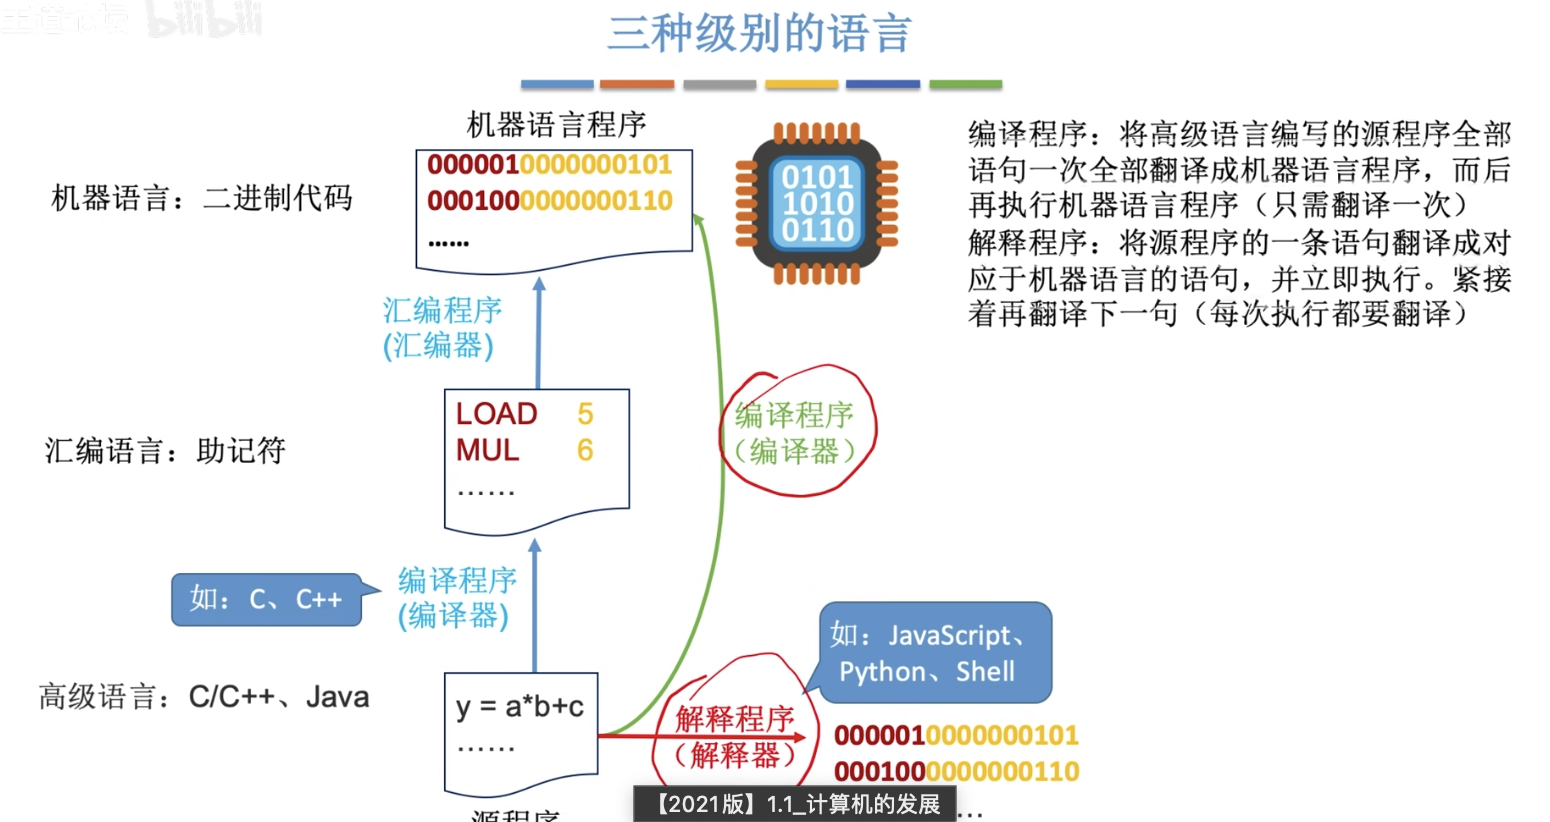 王道论坛 bilibili
三种级别的语言
机器语言程序
0000010000000101
0001000000000110
......
机器语言：二进制代码
0101
1010
0110
编译程序：将高级语言编写的源程序全部
语句一次全部翻译成机器语言程序，而后
再执行机器语言程序（只需翻译一次）
解释程序：将源程序的一条语句翻译成对
应于机器语言的语句，并立即执行。紧接
着再翻译下一句（每次执行都要翻译）
汇编程序
(汇编器)
LOAD 5
MUL 6
……
汇编语言：助记符
编译程序
（编译器）
如：C、C++
编译程序
(编译器)
如：JavaScript、
Python、Shell
高级语言：C/C++、Java
y = a*b+c
……
解释程序
（解释器）
0000010000000101
0001000000000110
…
源程序
【2021版】1.1_计算机的发展